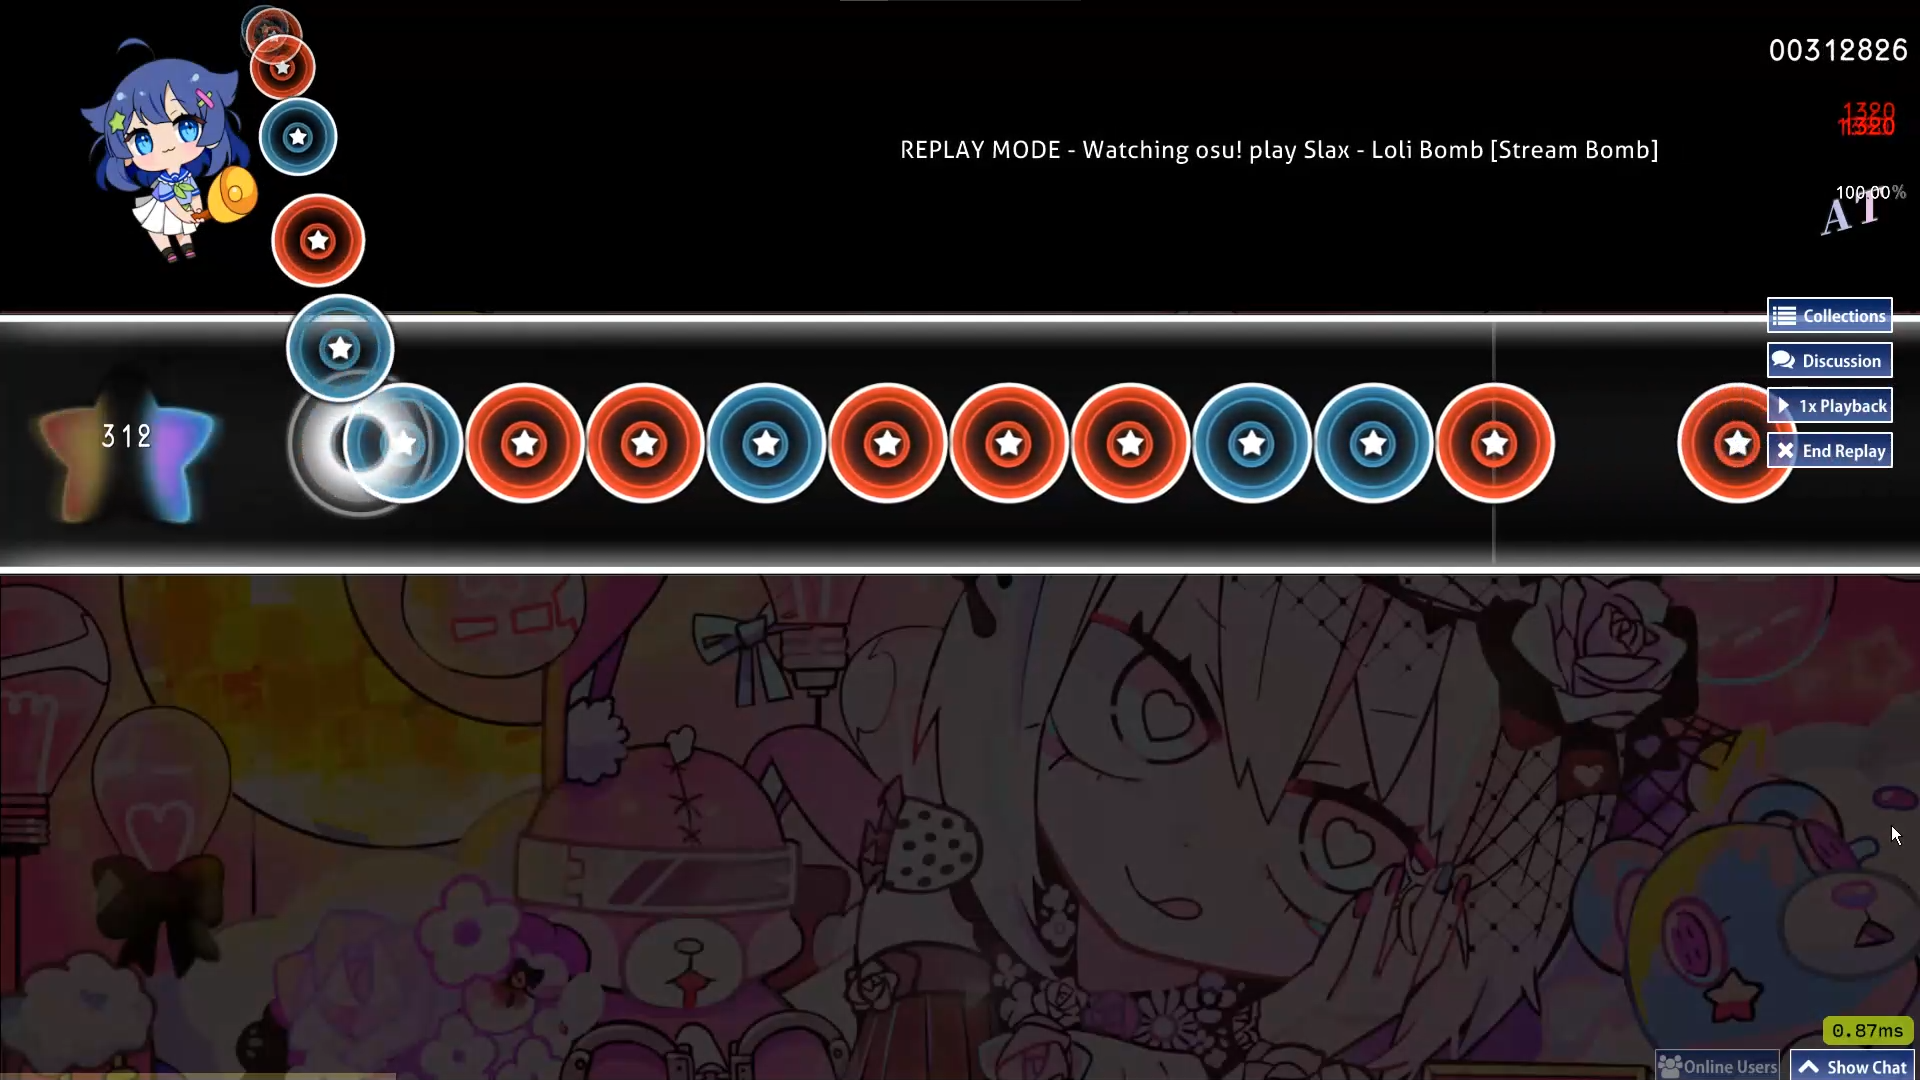 00312826
1320
1320
REPLAY MODE - Watching osu! play Slax - Loli Bomb [Stream Bomb]
100.00%
AT
Collections
Discussion
1x Playback
End Replay
312
0.87ms
Online Users
Show Chat